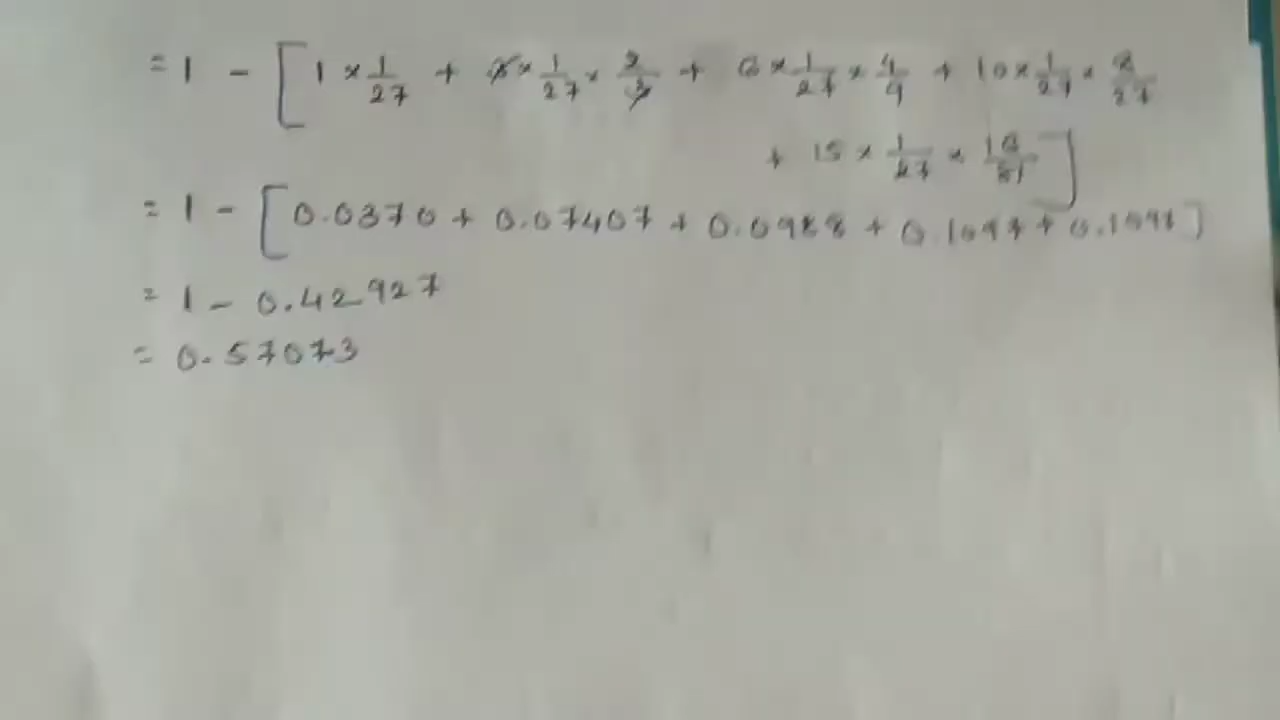 = 1 - [ 1 × 1/27 + 3 × 1/27 × 2/3 + 6 × 1/27 × 4/9 + 10 × 1/27 × 8/27
+ 15 × 1/27 × 16/81 ]
= 1 - [ 0.0370 + 0.07407 + 0.0988 + 0.1097 + 0.1097 ]
= 1 - 0.42927
= 0.57073